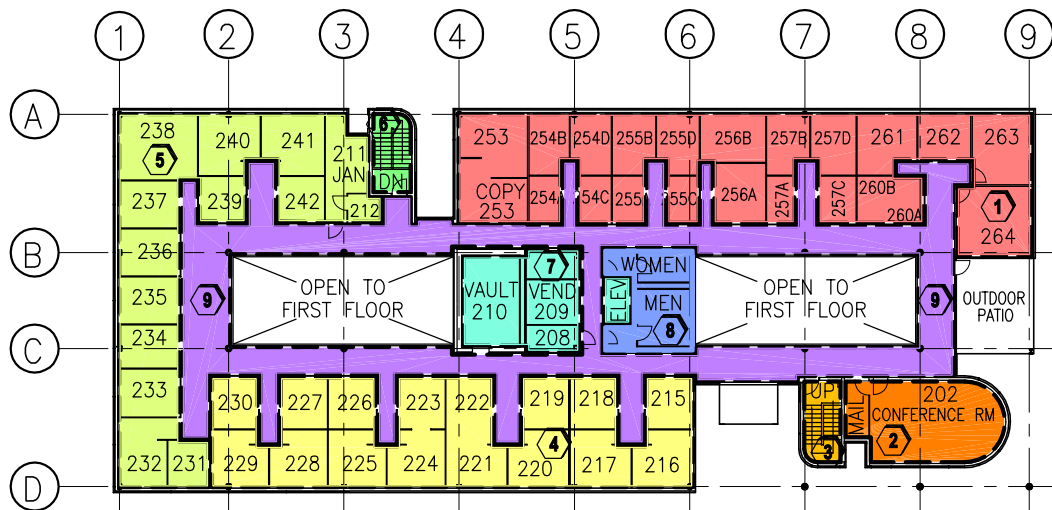 1 2 3 4 5 6 7 8 9
A
238 240 241 6 253 254B 254D 255B 255D 256B 257B 257D 261 262 263
5 211
JAN DN
237 239 242 212 COPY
253 254A 54C 255 255C 256A 257A 257C 260B 260A 1
264
B
236 WOMEN
OPEN TO
FIRST FLOOR
7
VAULT
210
VEND
209
ELEV
MEN
OPEN TO
FIRST FLOOR
OUTDOOR
PATIO
235 9 8 9
234 208
C
233 230 227 226 223 222 219 218 215 UP MAIL 202
CONFERENCE RM
4 3 2
232 231 229 228 225 224 221 220 217 216
D